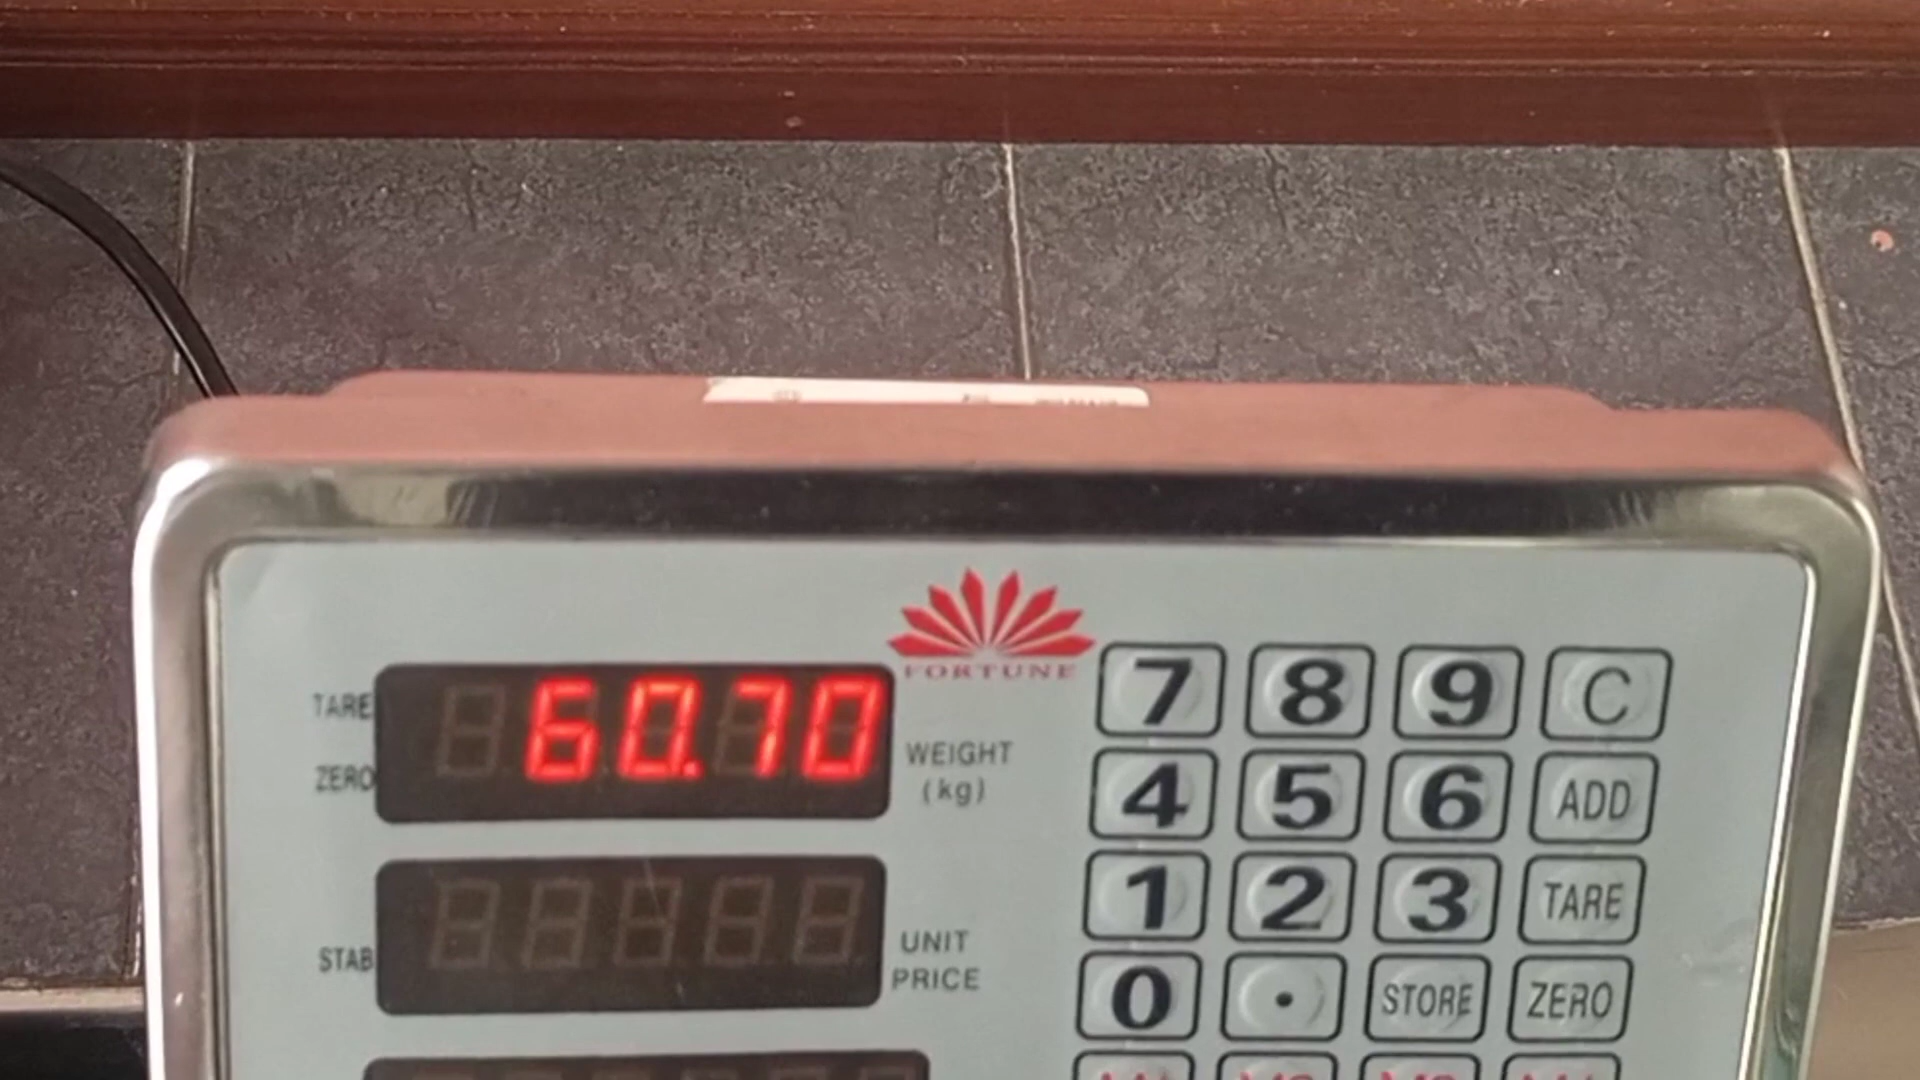 FORTUNE
TARE
ZERO
60.70
WEIGHT
(kg)
7 8 9 C
4 5 6 ADD
1 2 3 TARE
0 . STORE ZERO
STAB
UNIT
PRICE